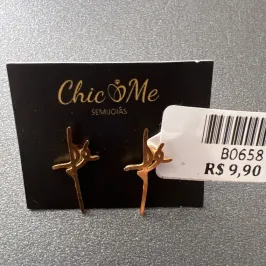 Chic Me
SEMIJOIAS
B0658
R$ 9,90